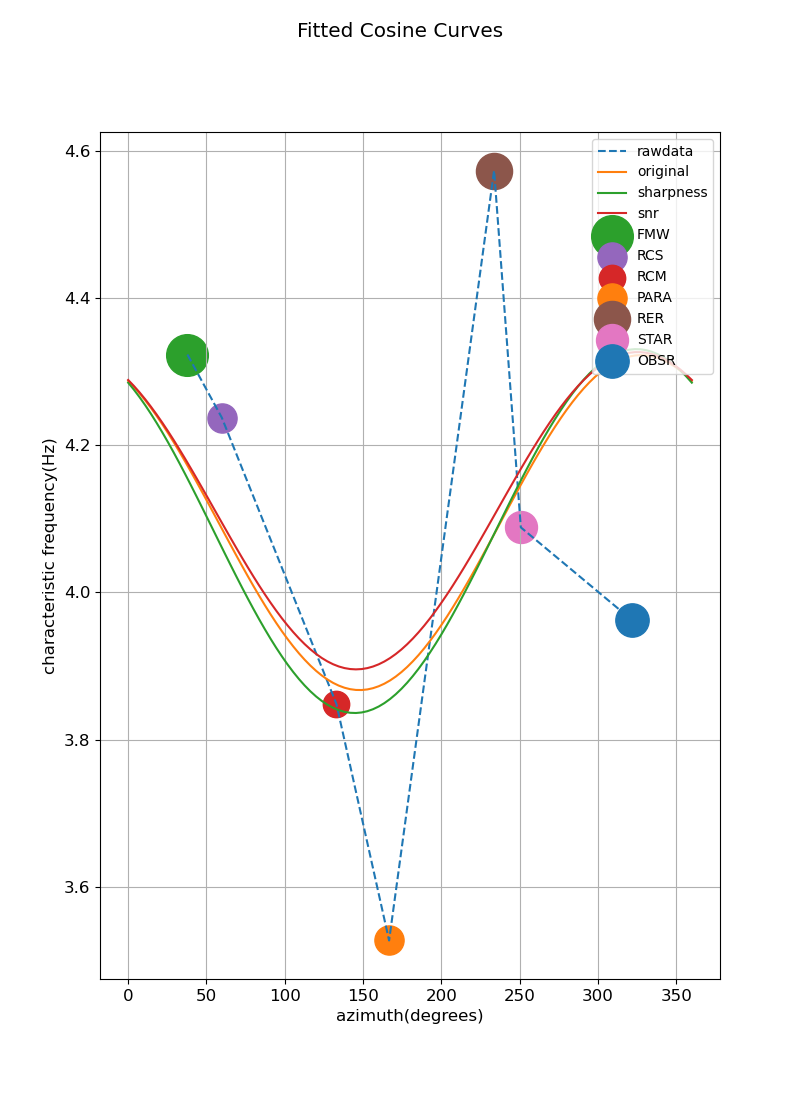 Fitted Cosine Curves
4.6
4.4
4.2
4.0
3.8
3.6
characteristic frequency(Hz)
rawdata
original
sharpness
snr
FMW
RCS
RCM
PARA
RER
STAR
OBSR
0 50 100 150 200 250 300 350
azimuth(degrees)